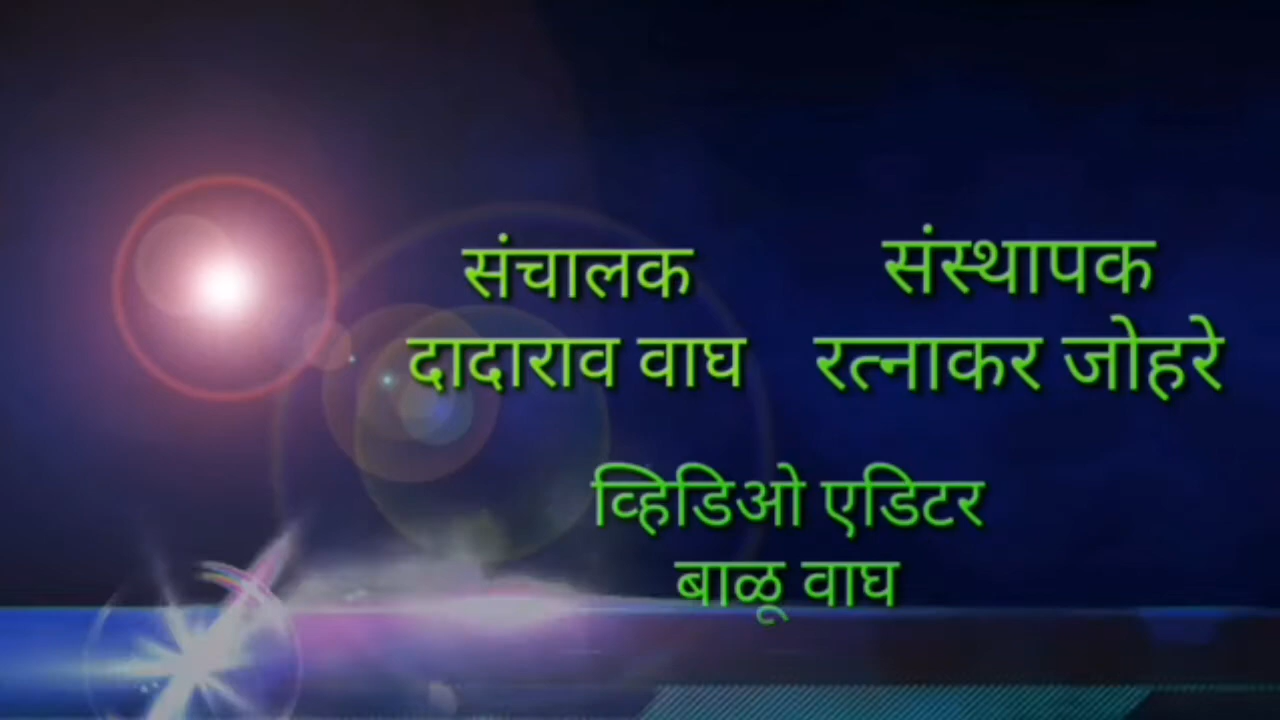 संचालक
दादाराव वाघ
संस्थापक
रत्नाकर जोहरे
व्हिडिओ एडिटर
बाळू वाघ